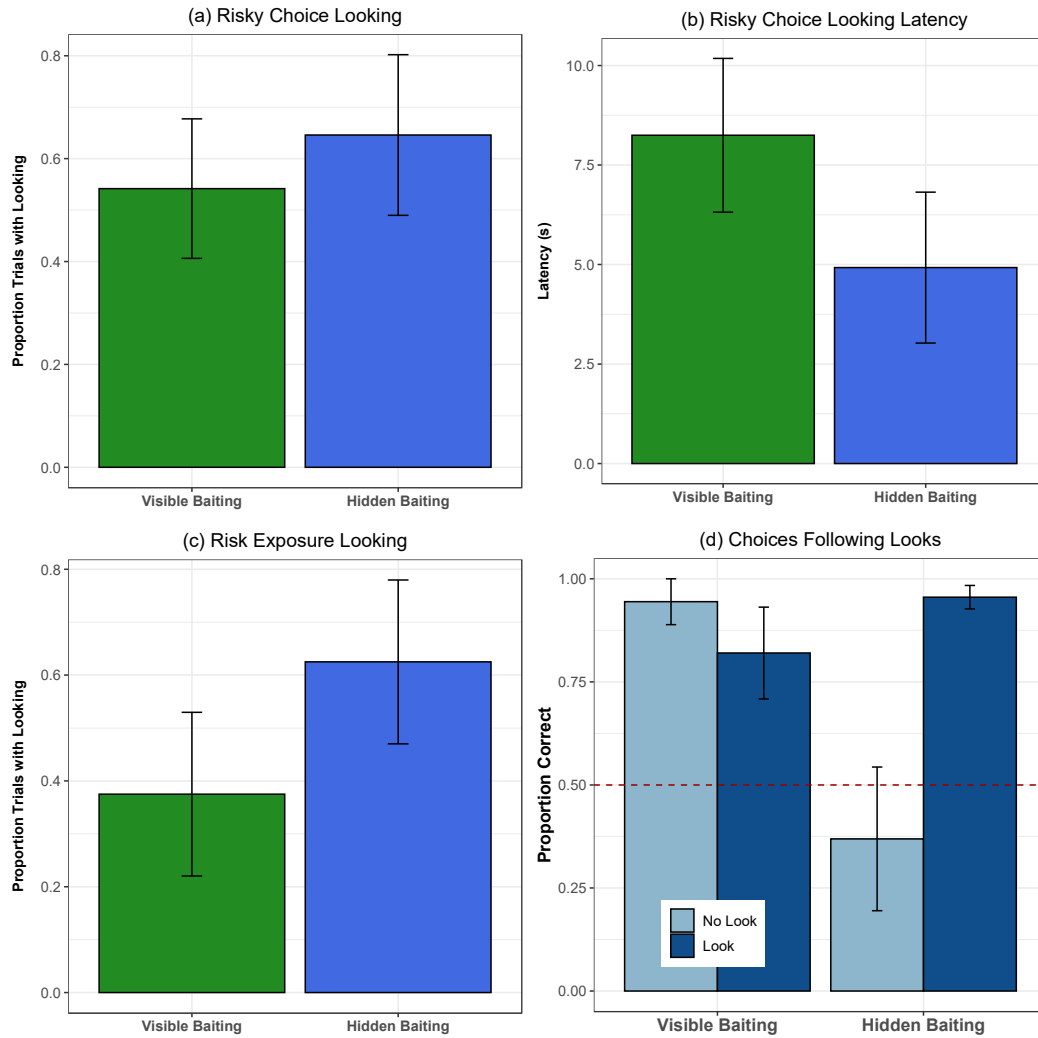 (a) Risky Choice Looking
Proportion Trials with Looking
0.8
0.6
0.4
0.2
0.0
Visible Baiting
Hidden Baiting
(b) Risky Choice Looking Latency
Latency (s)
10.0
7.5
5.0
2.5
0.0
Visible Baiting
Hidden Baiting
(c) Risk Exposure Looking
Proportion Trials with Looking
0.8
0.6
0.4
0.2
0.0
Visible Baiting
Hidden Baiting
(d) Choices Following Looks
Proportion Correct
1.00
0.75
0.50
0.25
0.00
No Look
Look
Visible Baiting
Hidden Baiting